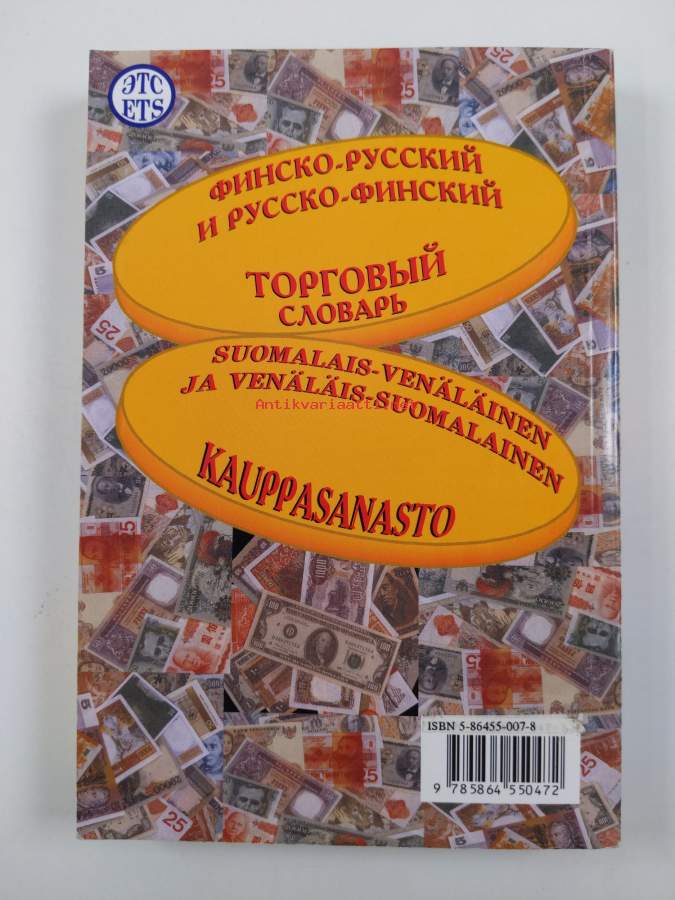 ЭТС
ETS
ФИНСКО-РУССКИЙ
И РУССКО-ФИНСКИЙ
ТОРГОВЫЙ
СЛОВАРЬ
SUOMALAIS-VENÄLÄINEN
JA VENÄLÄIS-SUOMALAINEN
KAUPPASANASTO
ISBN 5-86455-007-8
9 785864 550472